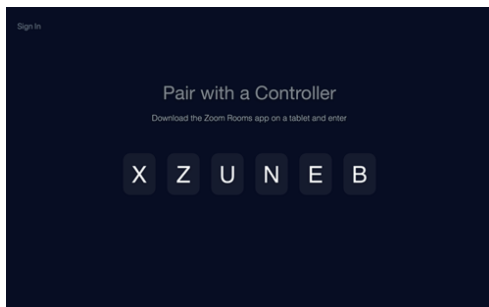 Sign In
Pair with a Controller
Download the Zoom Rooms app on a tablet and enter
X Z U N E B